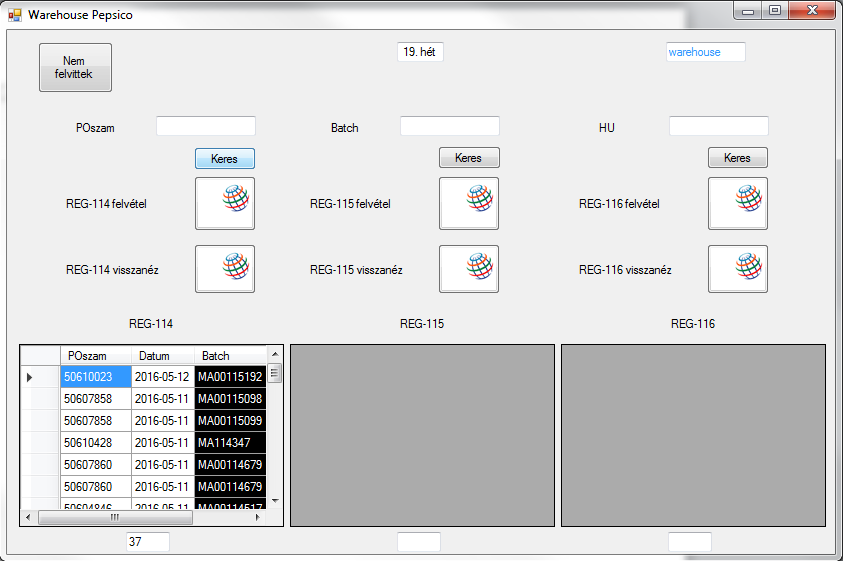 Warehouse Pepsico
Nem felvittek
19. hét
warehouse
POszam
Batch
HU
Keres
Keres
Keres
REG-114 felvétel
REG-115 felvétel
REG-116 felvétel
REG-114 visszanéz
REG-115 visszanéz
REG-116 visszanéz
REG-114
REG-115
REG-116
POszam Datum Batch
50610023 2016-05-12 MA00115192
50607858 2016-05-11 MA00115098
50607858 2016-05-11 MA00115099
50610428 2016-05-11 MA114347
50607860 2016-05-11 MA00114679
50607860 2016-05-11 MA00114679
50604846 2016-05-11 MA00114517
37